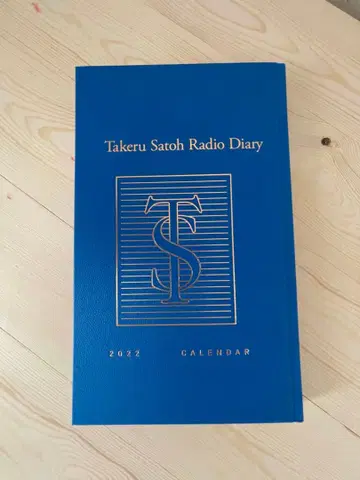 Takeru Satoh Radio Diary
TS
2022 CALENDAR